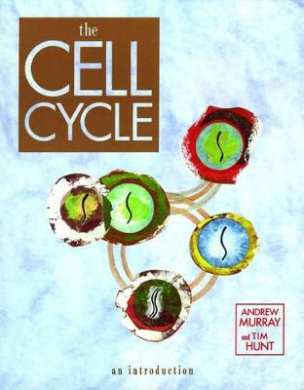 the
CELL
CYCLE
ANDREW
MURRAY
and TIM
HUNT
an introduction